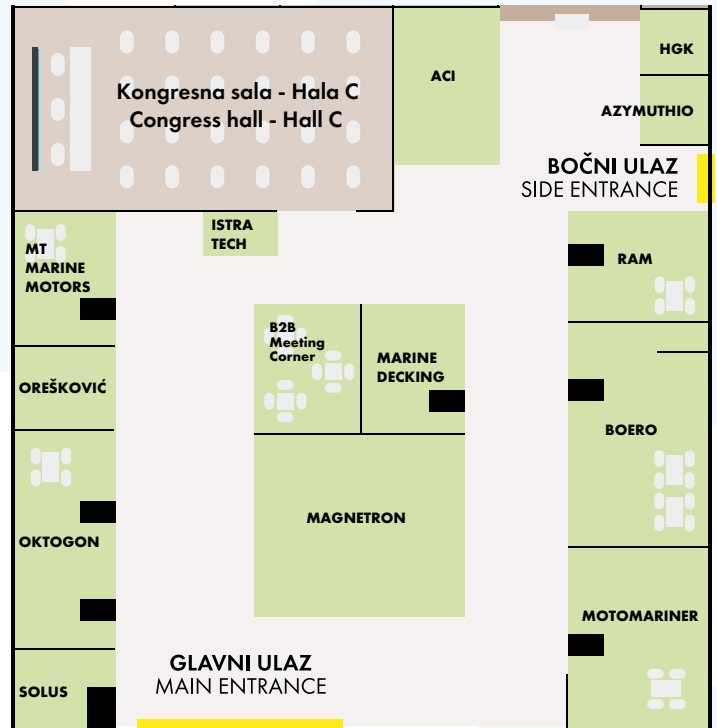 Kongresna sala - Hala C
Congress hall - Hall C
ACI
HGK
AZYMUTHIO
BOČNI ULAZ
SIDE ENTRANCE
ISTRA
TECH
MT
MARINE
MOTORS
RAM
B2B
Meeting
Corner
MARINE
DECKING
OREŠKOVIĆ
BOERO
MAGNETRON
OKTOGON
MOTOMARINER
GLAVNI ULAZ
MAIN ENTRANCE
SOLUS